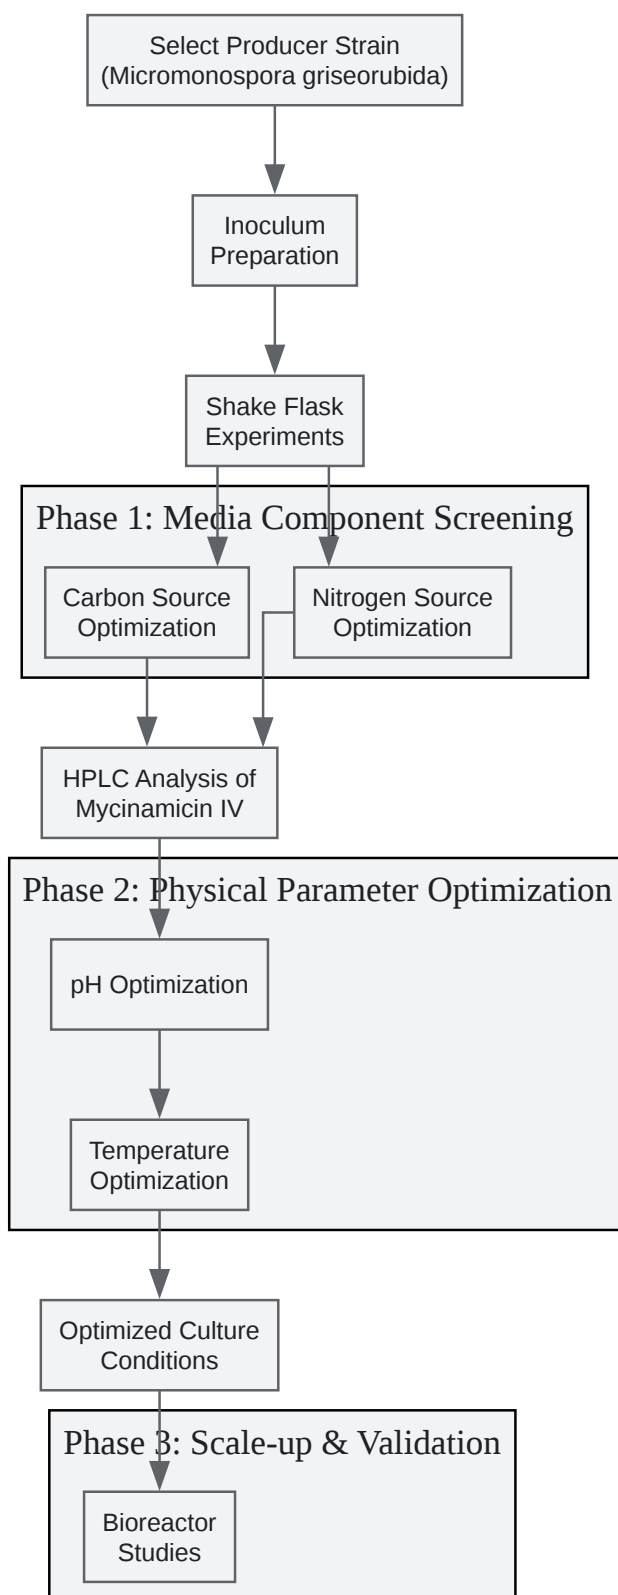 Select Producer Strain
(Micromonospora griseorubida)
Inoculum
Preparation
Shake Flask
Experiments
Phase 1: Media Component Screening
Carbon Source
Optimization
Nitrogen Source
Optimization
HPLC Analysis of
Mycinamicin IV
Phase 2: Physical Parameter Optimization
pH Optimization
Temperature
Optimization
Optimized Culture
Conditions
Phase 3: Scale-up & Validation
Bioreactor
Studies